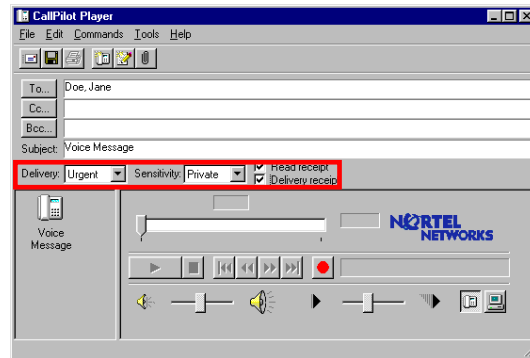 CallPilot Player
File Edit Commands Tools Help
To... Doe, Jane
Cc...
Bcc...
Subject: Voice Message
Delivery: Urgent Sensitivity: Private Read receipt
Delivery receip
Voice
Message
NORTEL
NETWORKS